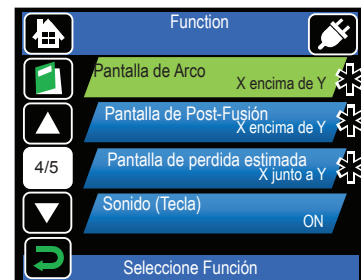 Function
Pantalla de Arco
X encima de Y
Pantalla de Post-Fusión
X encima de Y
4/5
Pantalla de perdida estimada
X junto a Y
Sonido (Tecla)
ON
Seleccione Función